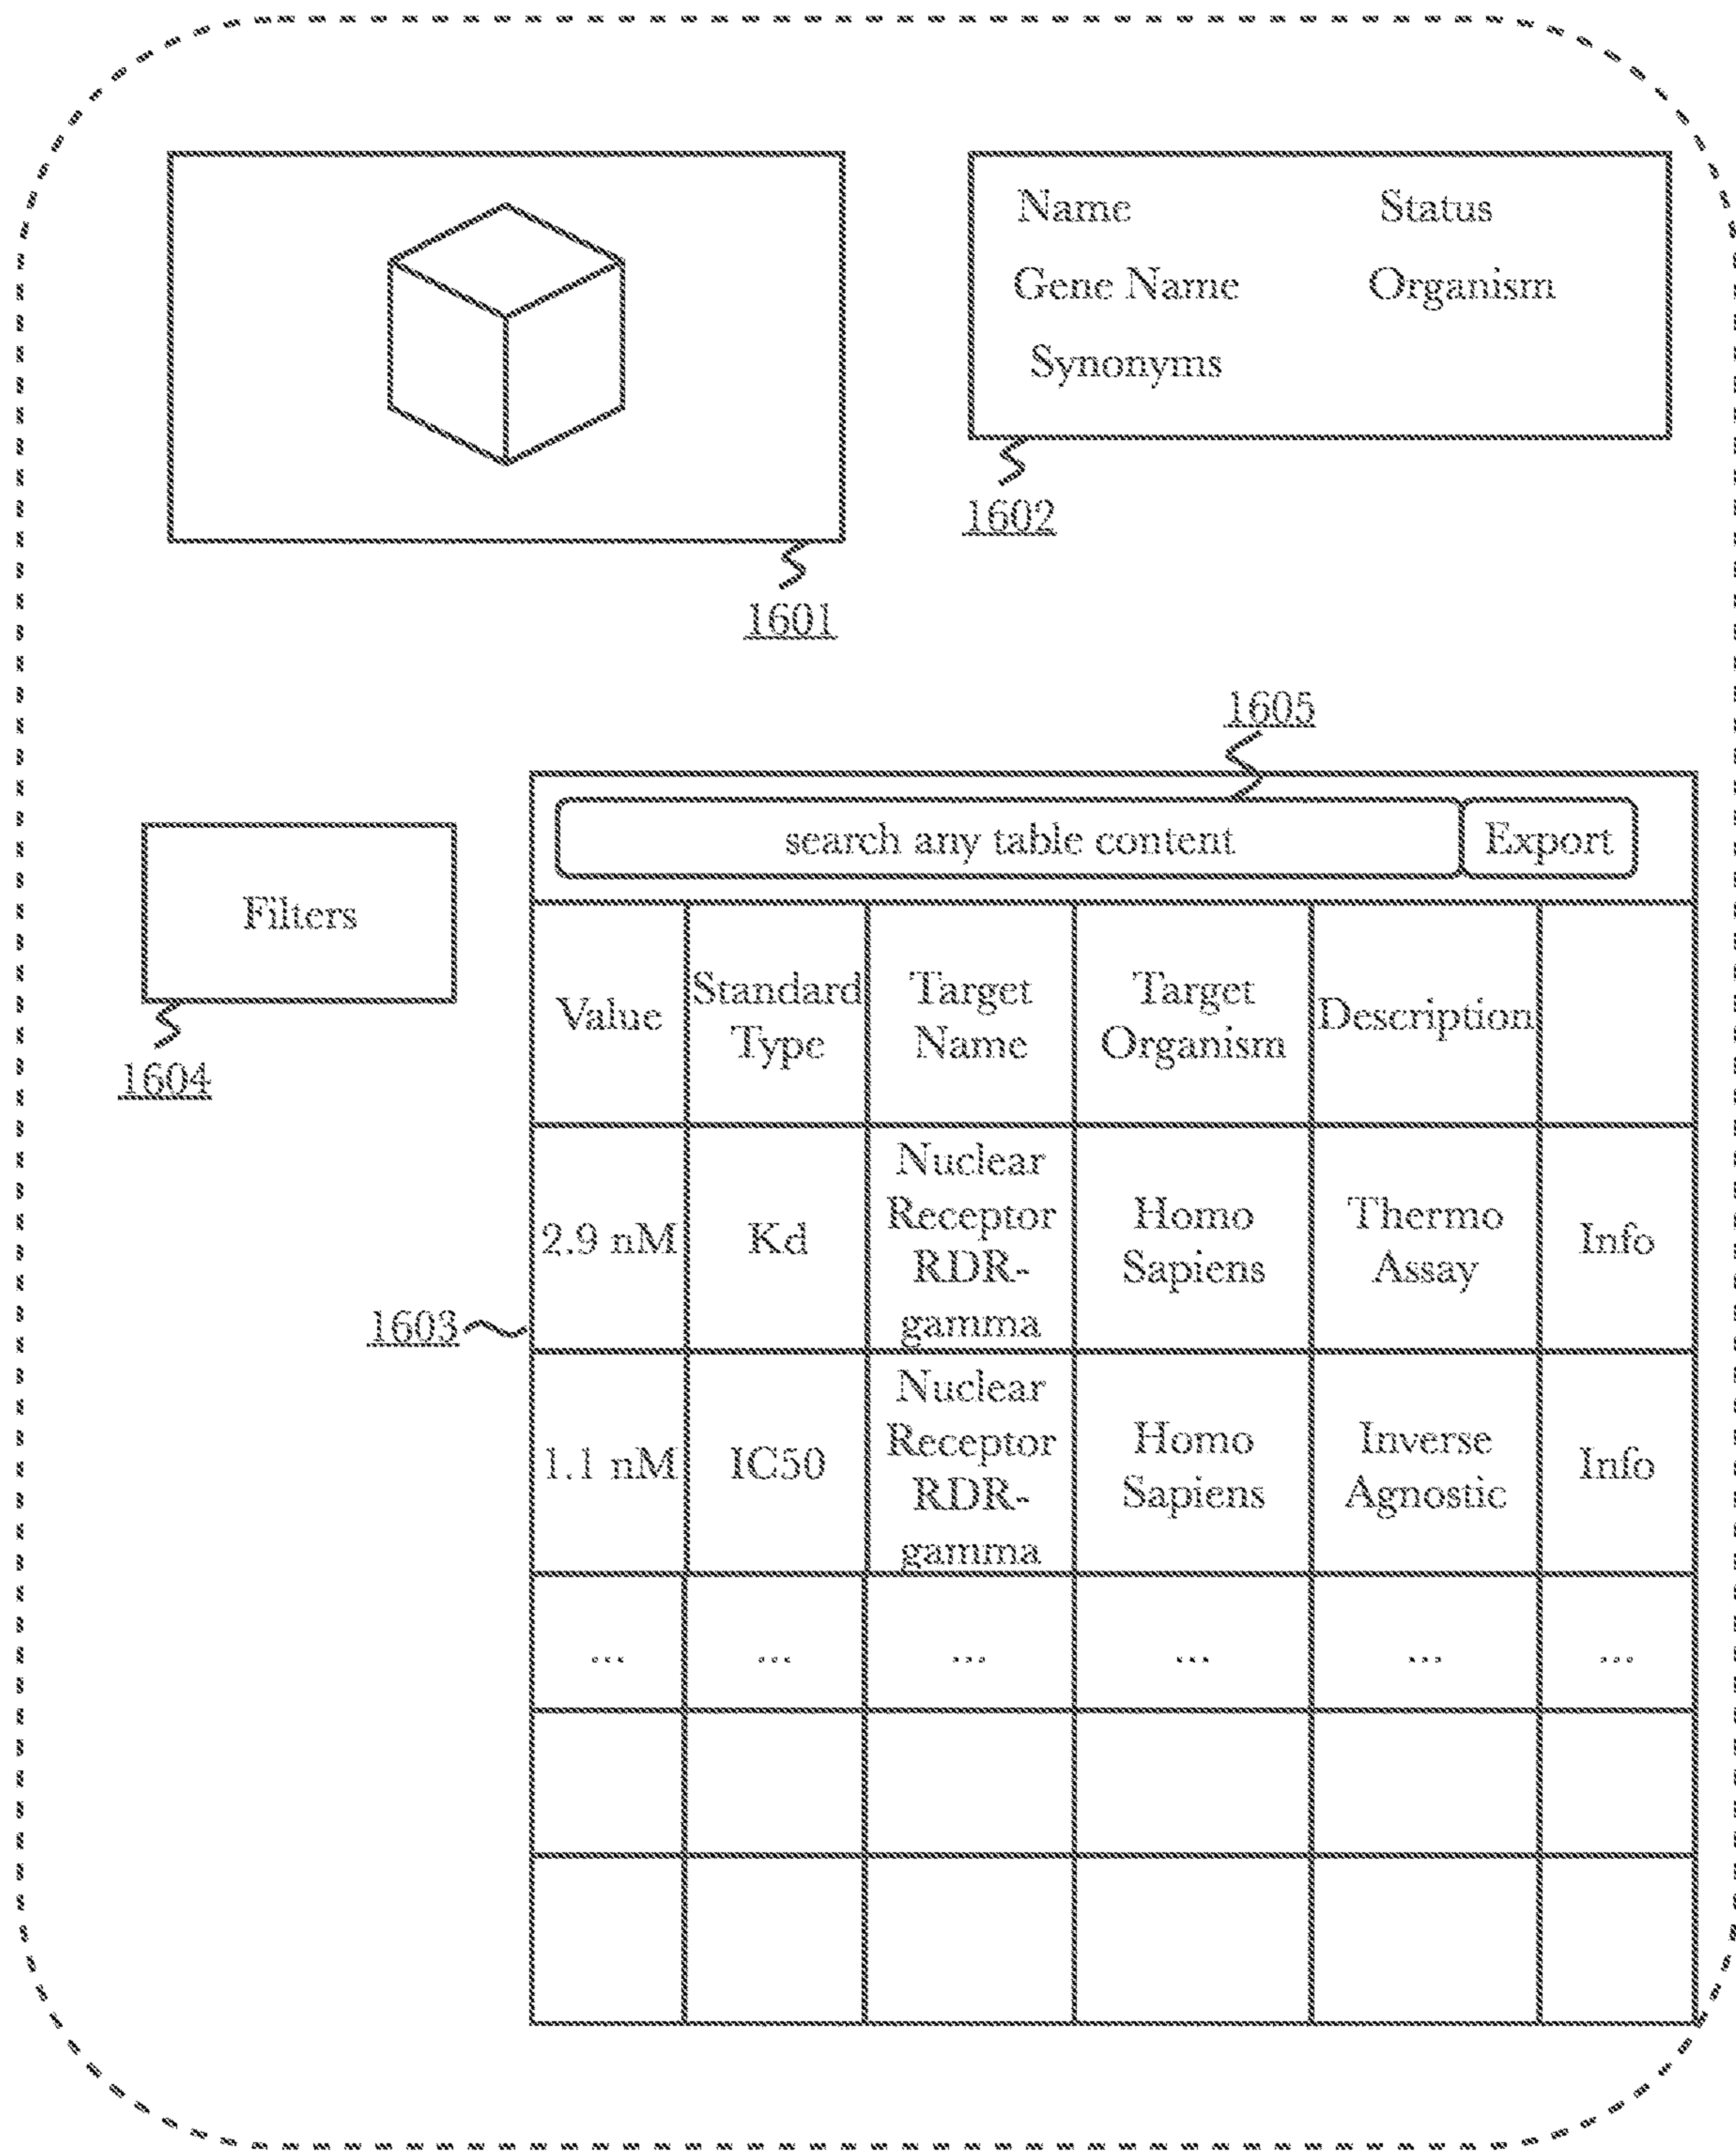 Name Status
Gene Name Organism
Synonyms
1602
1601
1605
search any table content Export
Filters
1604
Value
Standard
Type
Target
Name
Target
Organism
Description
2.9 nM
Kd
Nuclear
Receptor
RDR-
gamma
Homo
Sapiens
Thermo
Assay
Info
1603
1.1 nM
IC50
Nuclear
Receptor
RDR-
gamma
Homo
Sapiens
Inverse
Agnostic
Info
... ... ... ... ... ...